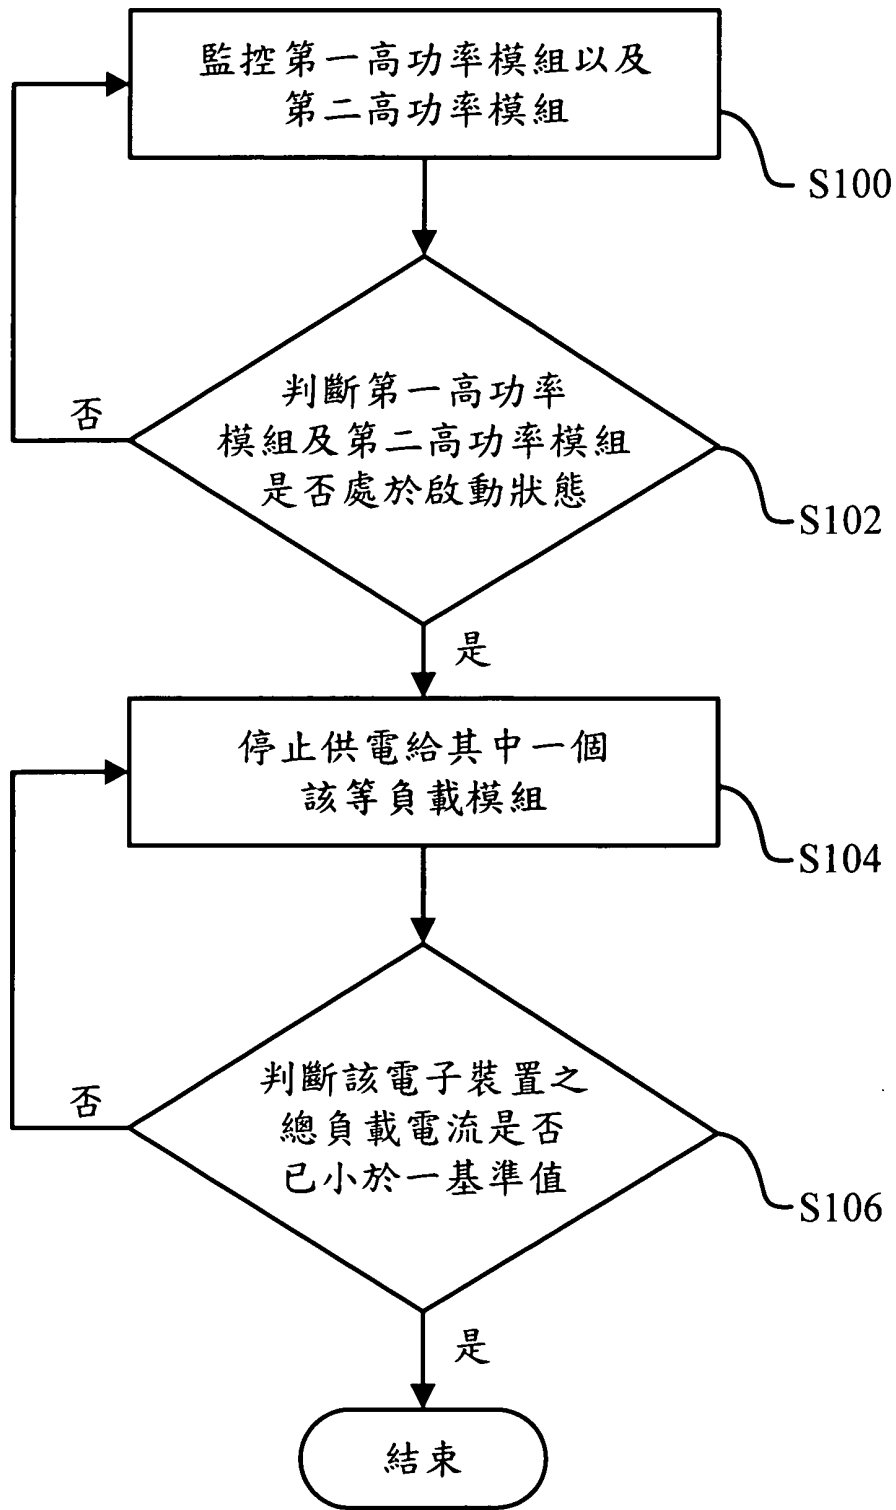 監控第一高功率模組以及
第二高功率模組
S100
判斷第一高功率
模組及第二高功率模組
是否處於啟動狀態
否
S102
是
停止供電給其中一個
該等負載模組
S104
判斷該電子裝置之
總負載電流是否
已小於一基準值
否
S106
是
結束